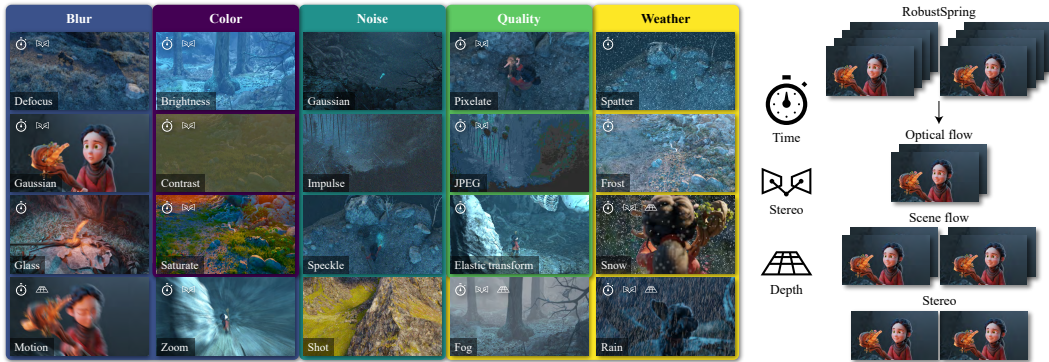 Blur
Color
Noise
Quality
Weather
Defocus
Brightness
Gaussian
Pixelate
Spatter
Gaussian
Contrast
Impulse
JPEG
Frost
Glass
Saturate
Speckle
Elastic transform
Snow
Motion
Zoom
Shot
Fog
Rain
Time
Stereo
Depth
RobustSpring
Optical flow
Scene flow
Stereo